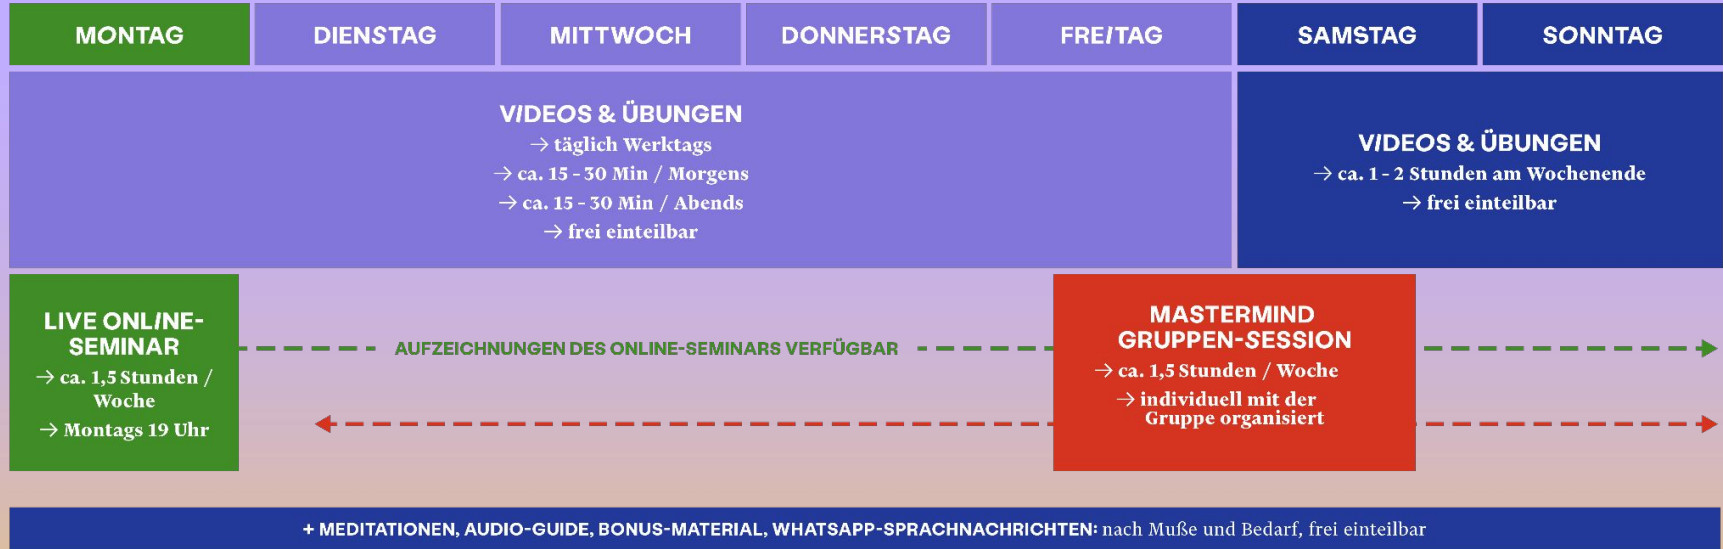 MONTAG DIENSTAG MITTWOCH DONNERSTAG FREITAG SAMSTAG SONNTAG
VIDEOS & ÜBUNGEN
→ täglich Werktags
→ ca. 15 - 30 Min / Morgens
→ ca. 15 - 30 Min / Abends
→ frei einteilbar
VIDEOS & ÜBUNGEN
→ ca. 1 - 2 Stunden am Wochenende
→ frei einteilbar
LIVE ONLINE-
SEMINAR
→ ca. 1,5 Stunden /
Woche
→ Montags 19 Uhr
AUFZEICHNUNGEN DES ONLINE-SEMINARS VERFÜGBAR
MASTERMIND
GRUPPEN-SESSION
→ ca. 1,5 Stunden / Woche
→ individuell mit der
Gruppe organisiert
+ MEDITATIONEN, AUDIO-GUIDE, BONUS-MATERIAL, WHATSAPP-SPRACHNACHRICHTEN: nach Muße und Bedarf, frei einteilbar